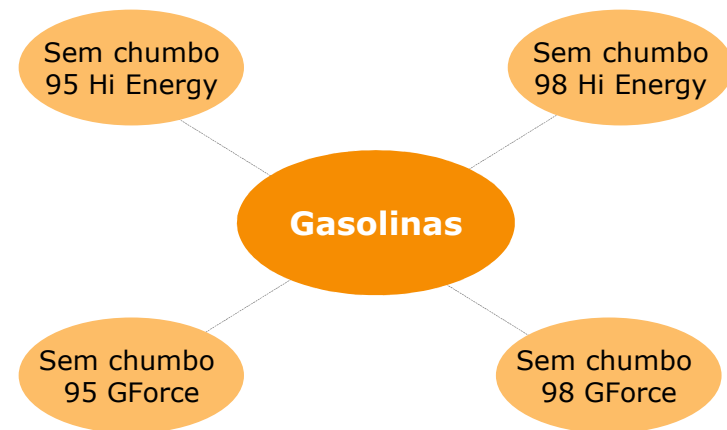 Sem chumbo
95 Hi Energy
Sem chumbo
98 Hi Energy
Gasolinas
Sem chumbo
95 GForce
Sem chumbo
98 GForce